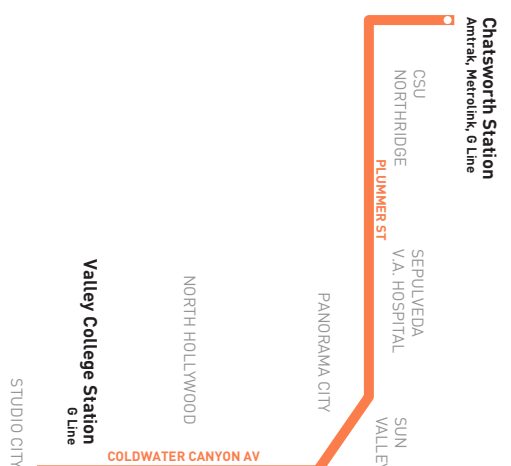 Chatsworth Station
Amtrak, Metrolink, G Line
CSU
NORTHRIDGE
PLUMMER ST
SEPULVEDA
V.A. HOSPITAL
PANORAMA CITY
NORTH HOLLYWOOD
SUN
VALLEY
Valley College Station
G Line
STUDIO CITY
COLDWATER CANYON AV